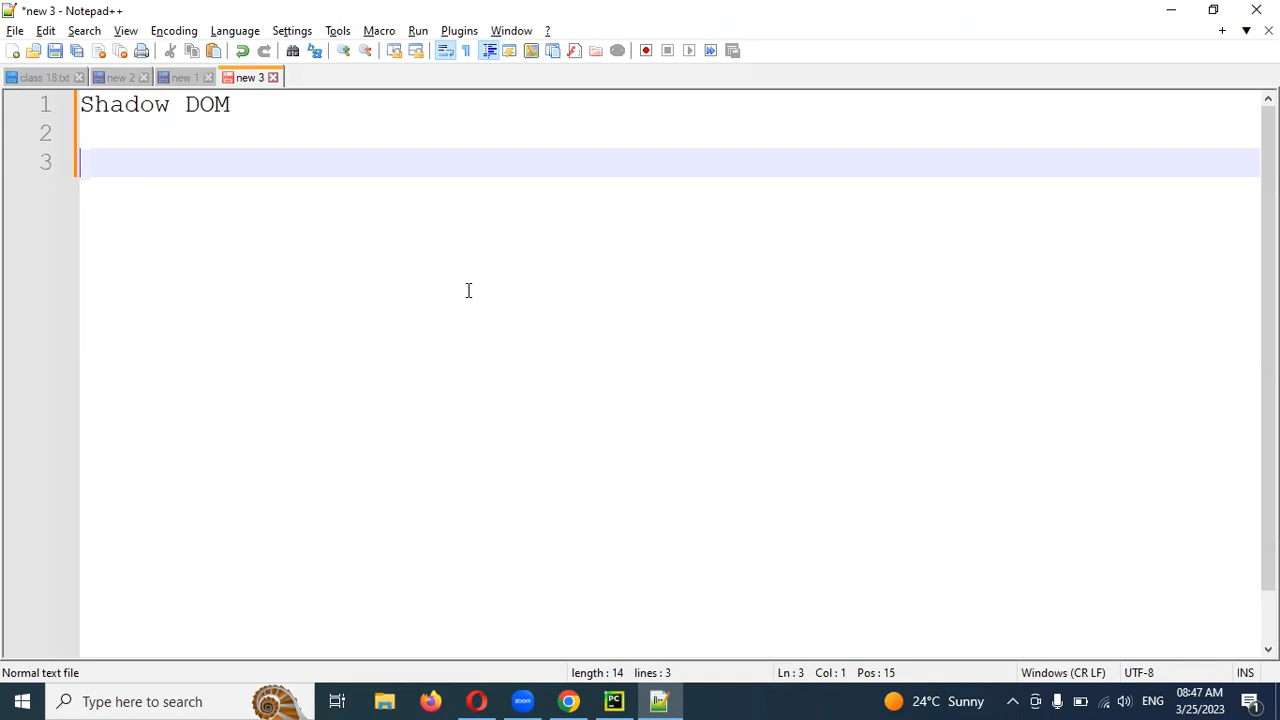 *new 3 - Notepad++
File Edit Search View Encoding Language Settings Tools Macro Run Plugins Window ?
class 18.txt new 2 new 1 new 3
1 Shadow DOM
2
3
Normal text file length : 14 lines : 3 Ln : 3 Col : 1 Pos : 15 Windows (CR LF) UTF-8 INS
Type here to search zoom PC 24°C Sunny ENG 08:47 AM
3/25/2023 1